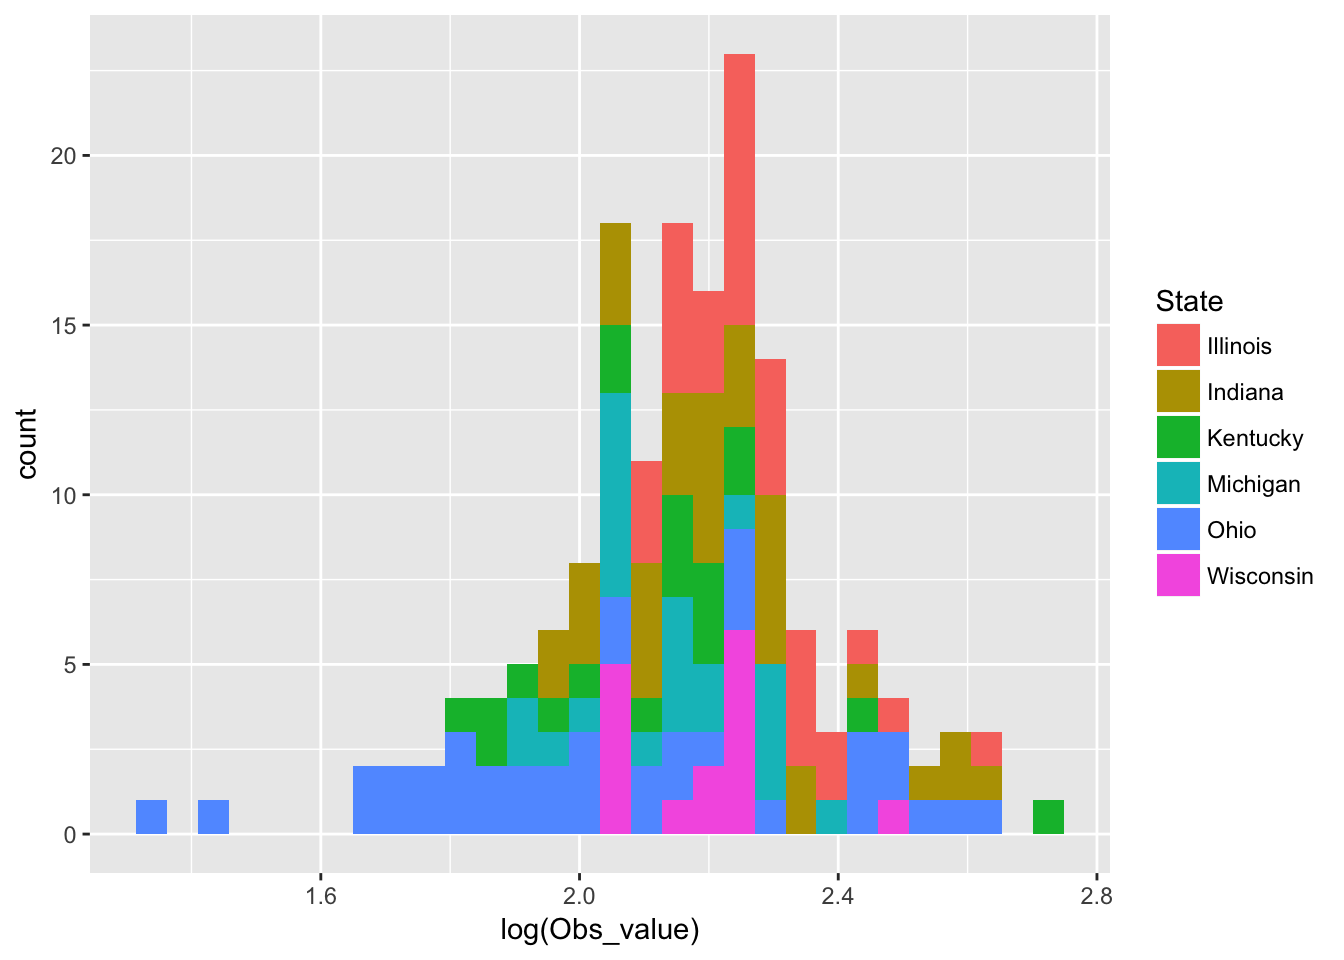 20
15
10
5
0
count
1.6
2.0
2.4
2.8
log(Obs_value)
State
Illinois
Indiana
Kentucky
Michigan
Ohio
Wisconsin